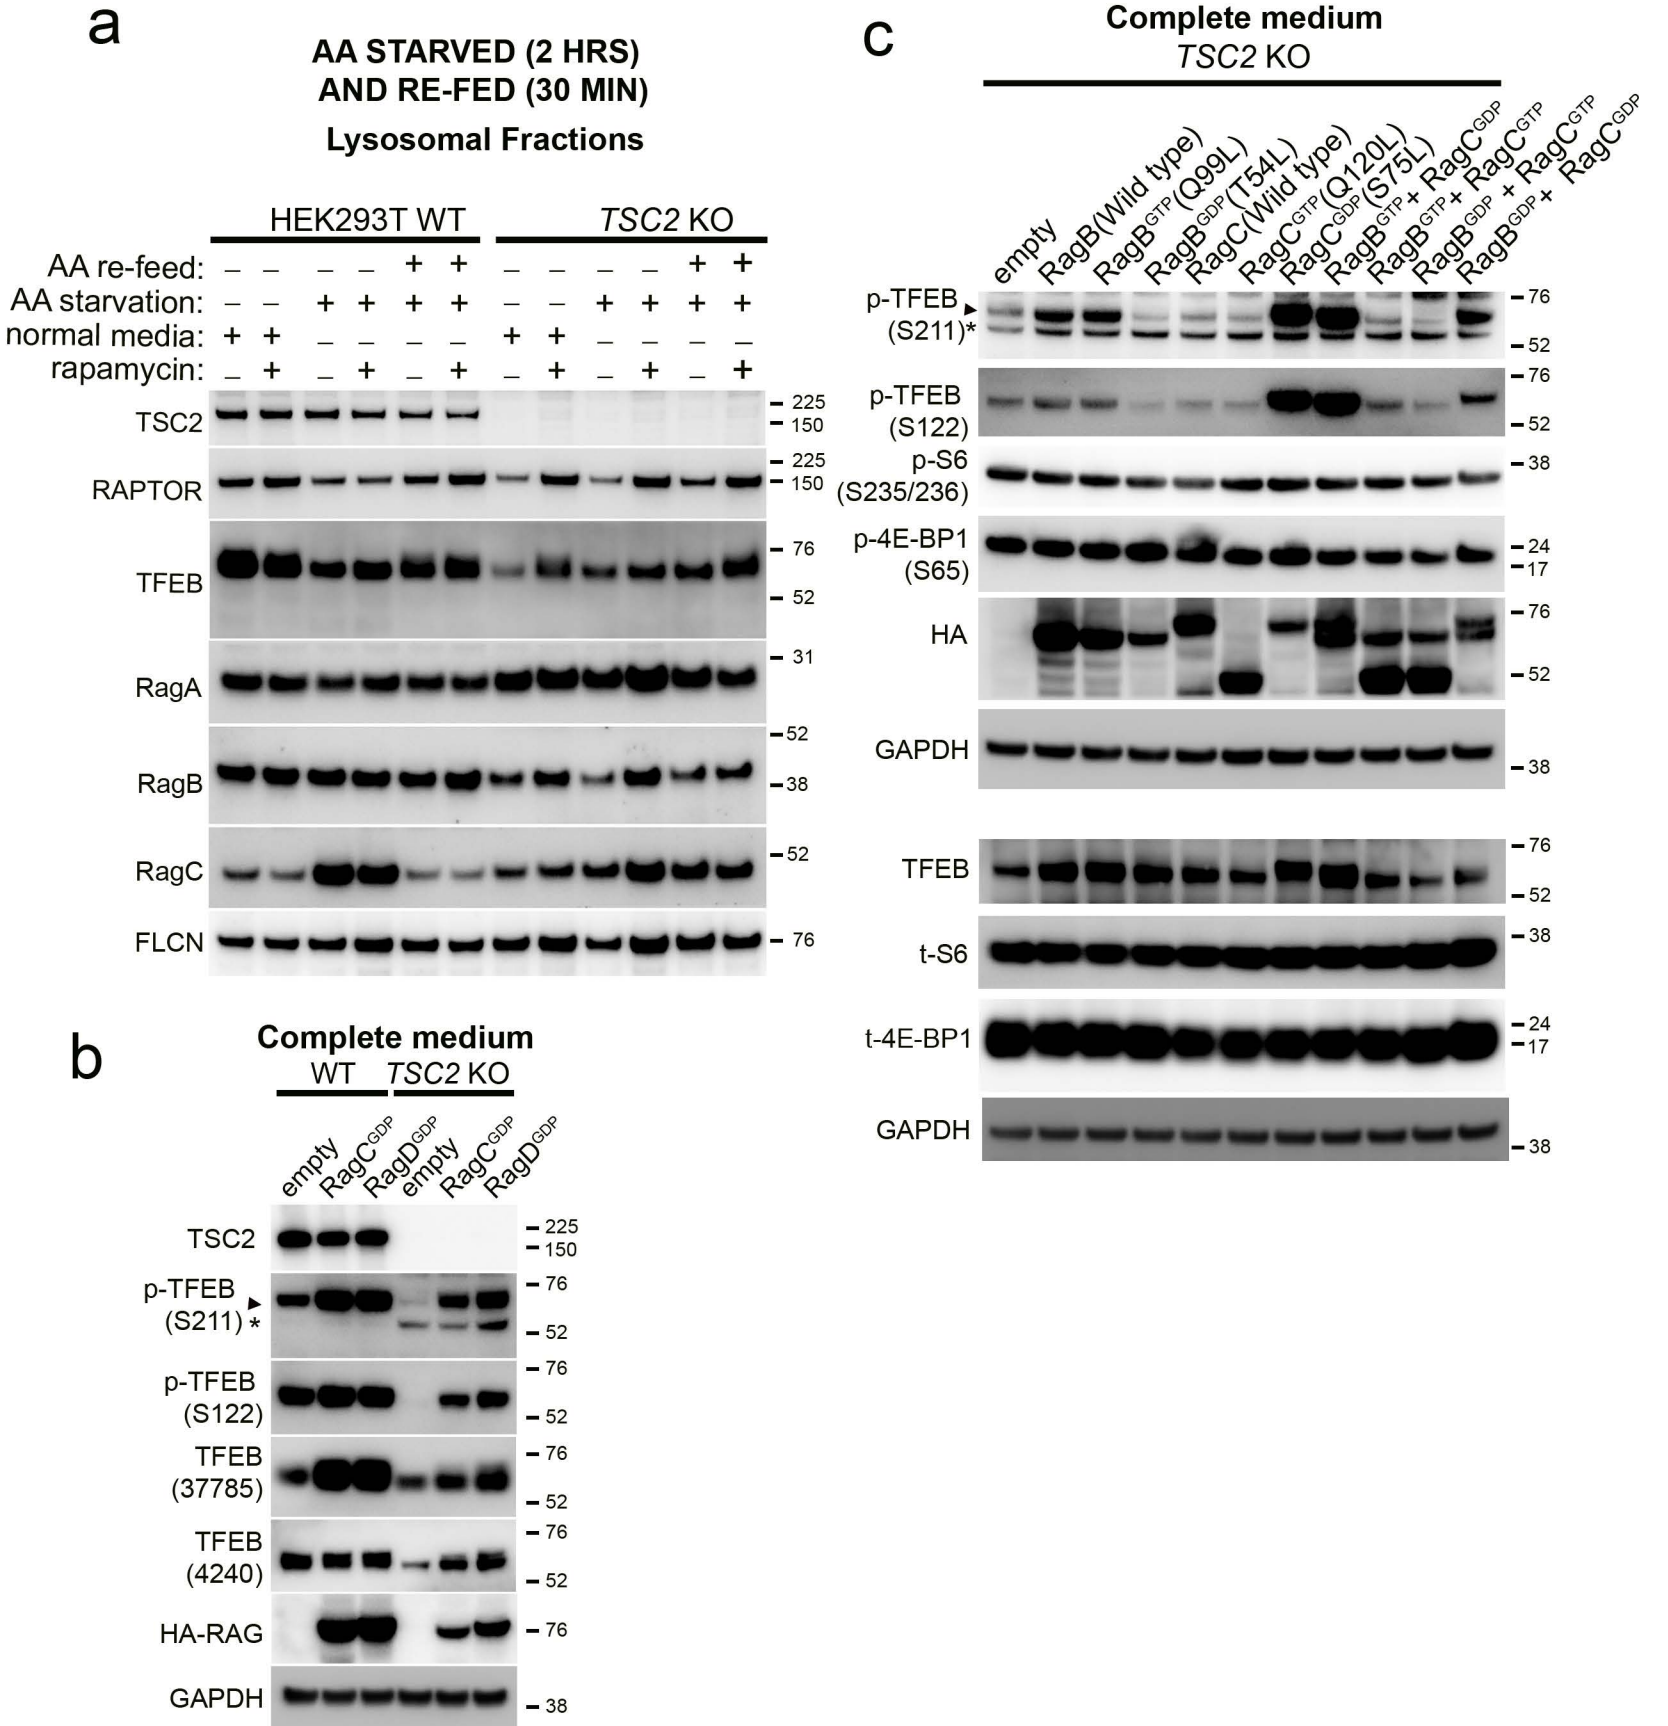 a
AA STARVED (2 HRS)
AND RE-FED (30 MIN)
Lysosomal Fractions
HEK293T WT TSC2 KO
AA re-feed: – – – – + + – – – – + +
AA starvation: – – + + + + – – + + + +
normal media: + + – – – – + + – – – –
rapamycin: – + – + – + – + – + – +
TSC2 225
150
RAPTOR 225
150
TFEB 76
52
RagA 31
RagB 52
38
RagC 52
FLCN 76
b
Complete medium
WT TSC2 KO
empty RagCGDP RagDGDP empty RagCGDP RagDGDP
TSC2 225
150
p-TFEB 76
(S211) * 52
p-TFEB 76
(S122) 52
TFEB 76
(37785) 52
TFEB 76
(4240) 52
HA-RAG 76
GAPDH 38
c
Complete medium
TSC2 KO
empty
RagB(Wild type)
RagBGTP(Q99L)
RagBGDP(T54L)
RagC(Wild type)
RagCGTP(Q120L)
RagCGDP(S75L)
RagBGTP + RagCGDP
RagBGTP + RagCGTP
RagBGDP + RagCGTP
RagBGDP + RagCGDP
p-TFEB 76
(S211)* 52
p-TFEB 76
(S122) 52
p-S6 38
(S235/236)
p-4E-BP1 24
(S65) 17
HA 76
52
GAPDH 38
TFEB 76
52
t-S6 38
t-4E-BP1 24
17
GAPDH 38